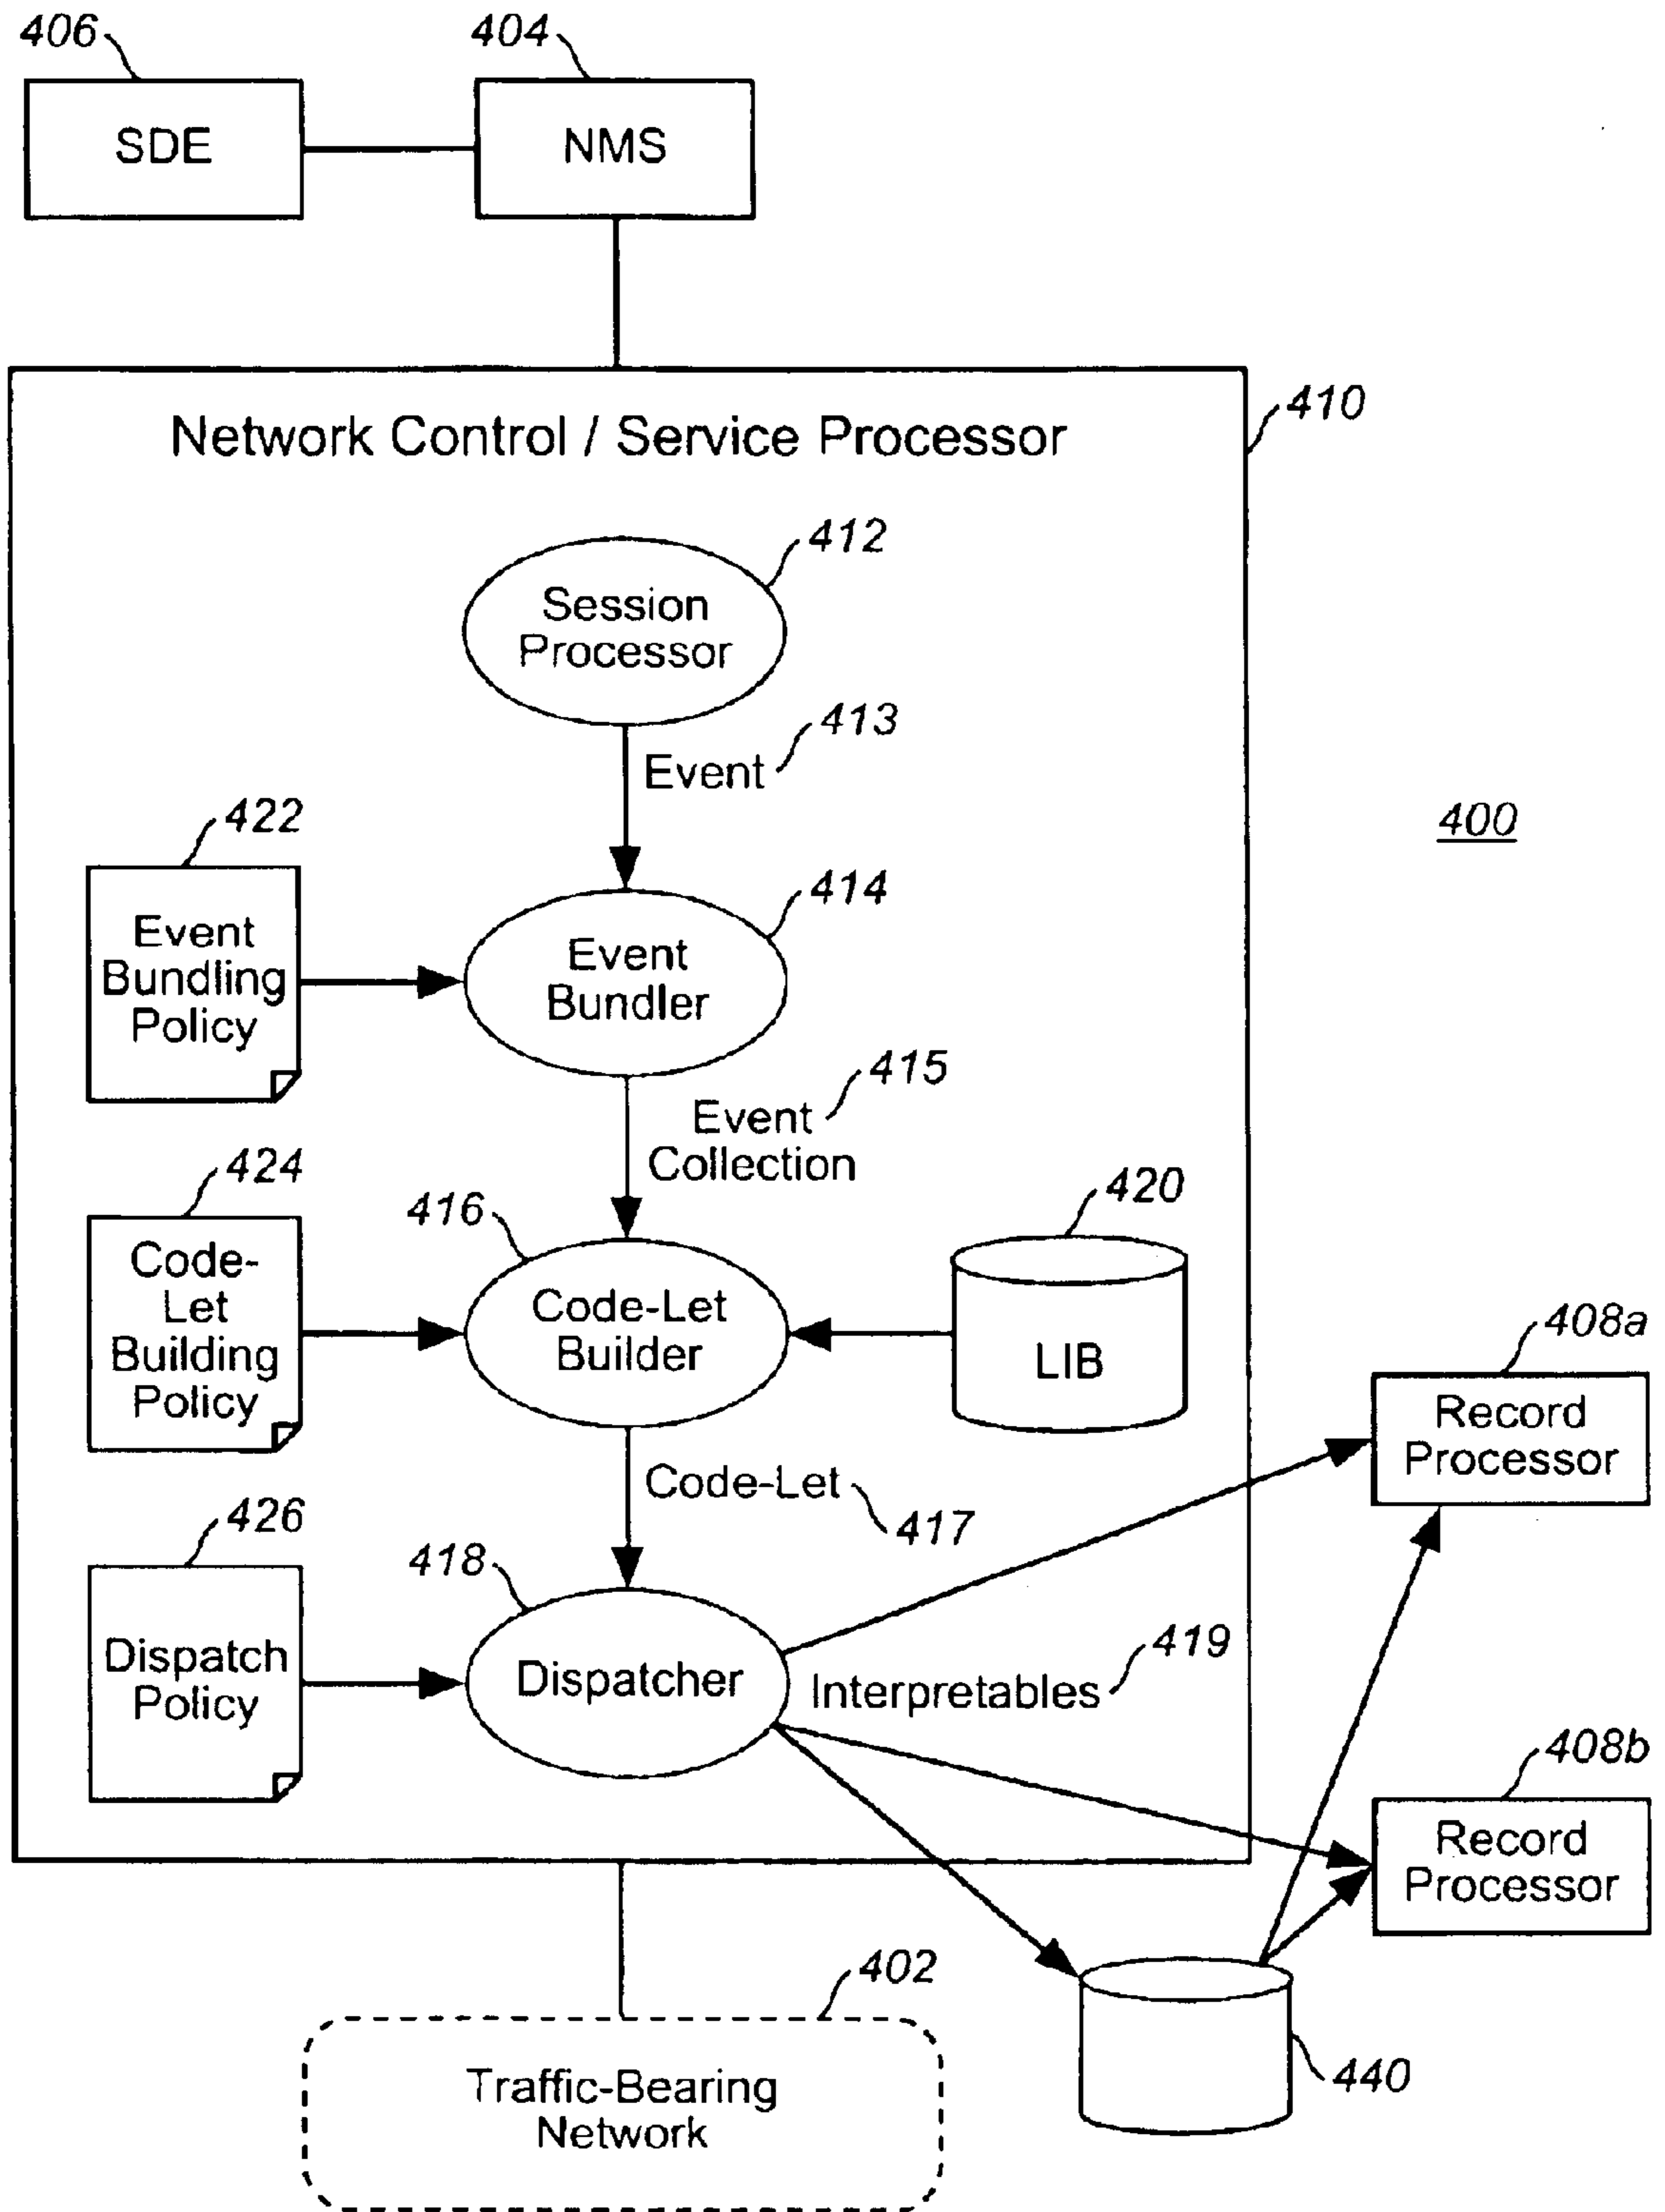 406
404
SDE
NMS
410
Network Control / Service Processor
412
Session
Processor
413
Event
400
422
414
Event
Bundling
Policy
Event
Bundler
415
Event
Collection
424
416
420
Code-
Let
Building
Policy
Code-Let
Builder
LIB
408a
Record
Processor
Code-Let
417
426
418
Dispatch
Policy
Dispatcher
419
Interpretables
408b
Record
Processor
402
Traffic-Bearing
Network
440